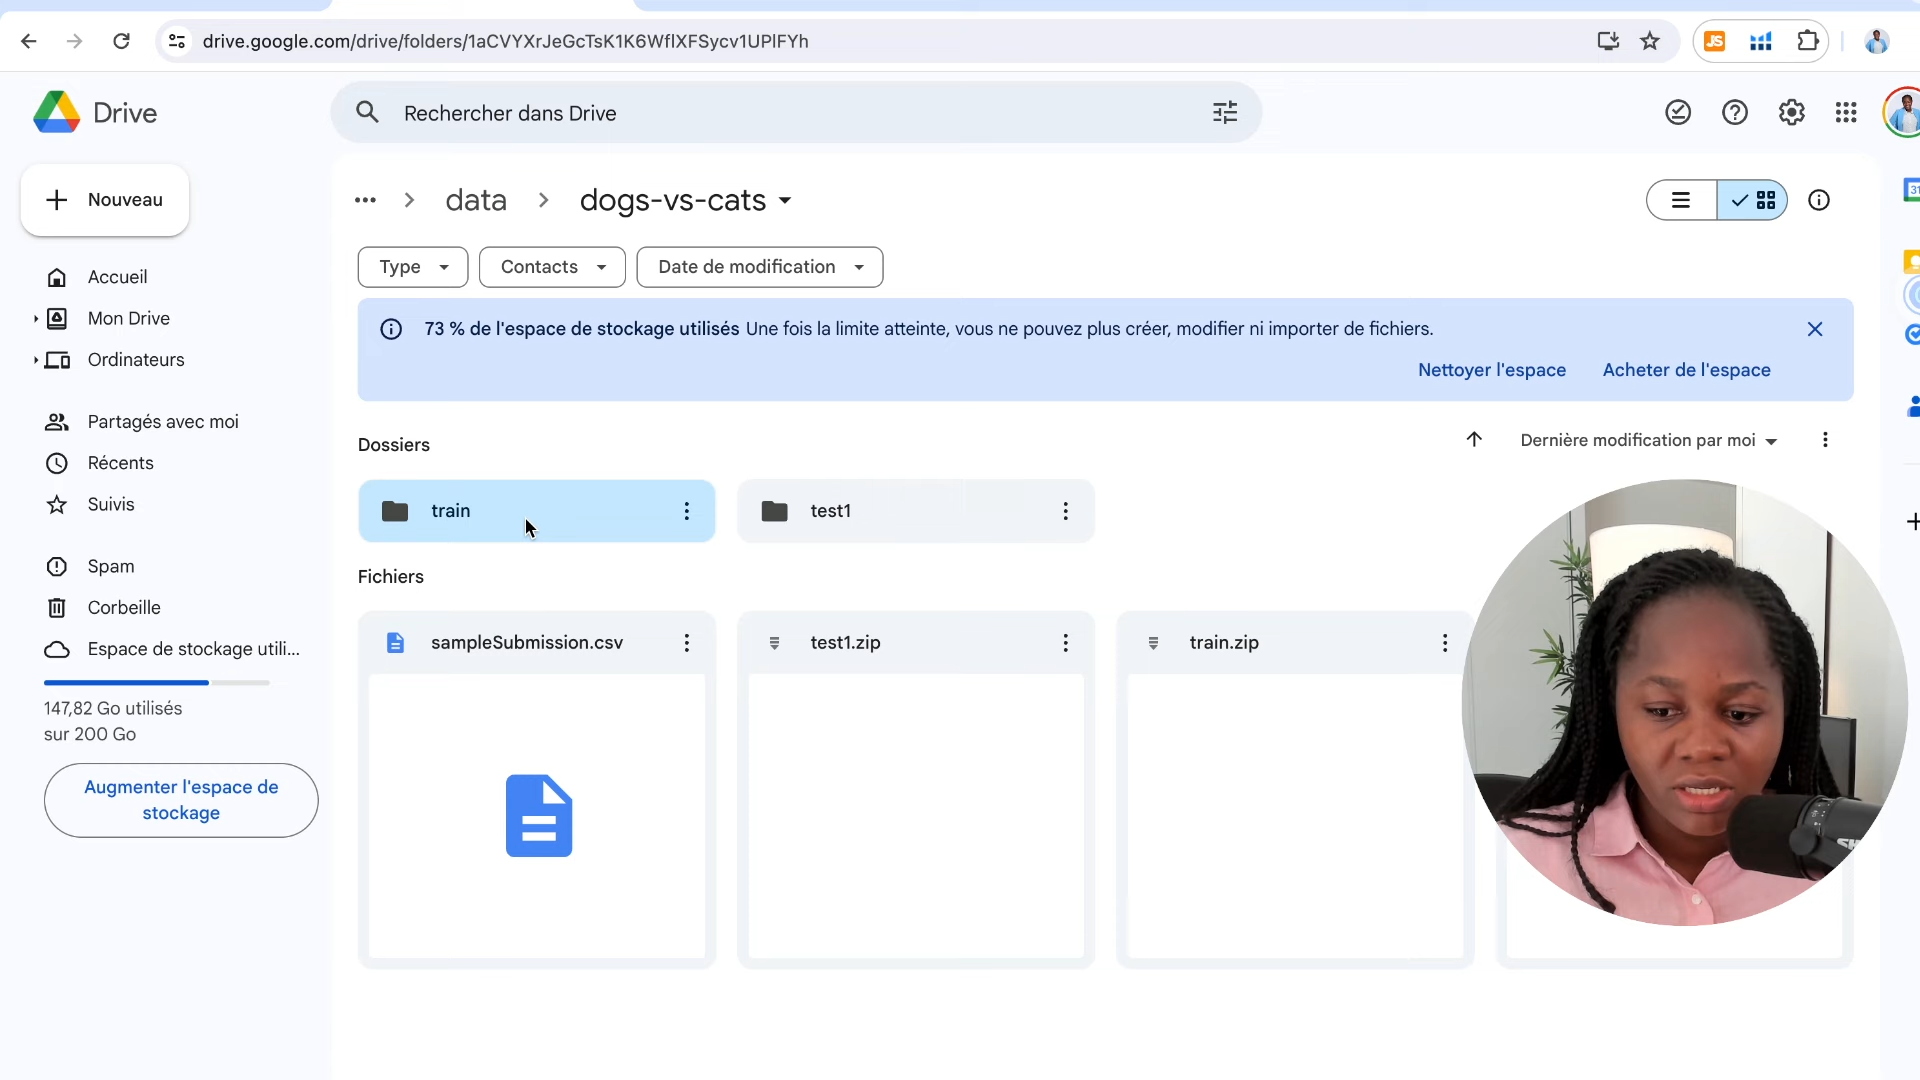 drive.google.com/drive/folders/1aCVYXrJeGcTsK1K6WflXFSycv1UPlFYh
JS
Drive
Rechercher dans Drive
Nouveau
... > data > dogs-vs-cats
31
Type
Contacts
Date de modification
Accueil
Mon Drive
Ordinateurs
73 % de l'espace de stockage utilisés Une fois la limite atteinte, vous ne pouvez plus créer, modifier ni importer de fichiers.
Nettoyer l'espace
Acheter de l'espace
Partagés avec moi
Récents
Suivis
Dossiers
Dernière modification par moi
train
test1
Spam
Corbeille
Espace de stockage utili...
Fichiers
sampleSubmission.csv
test1.zip
train.zip
147,82 Go utilisés
sur 200 Go
Augmenter l'espace de
stockage